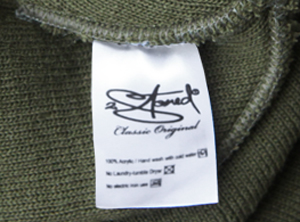 2Stoned
Classic Original
100% Acrylic / Hand wash with cold water
No Laundry-tumble Dryer
No electric iron use